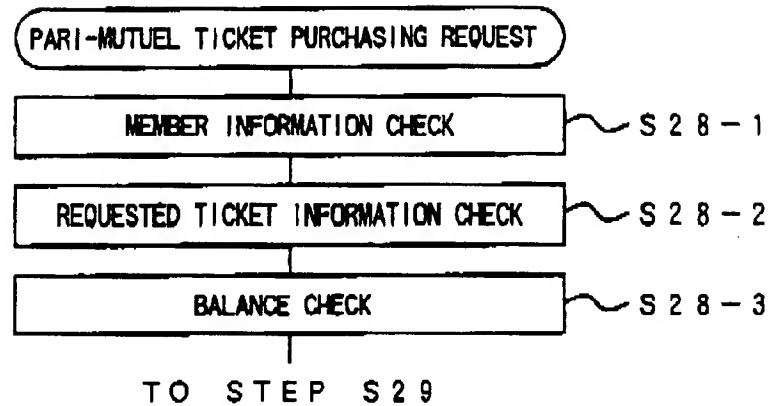 PARI-MUTUEL TICKET PURCHASING REQUEST
MEMBER INFORMATION CHECK S28-1
REQUESTED TICKET INFORMATION CHECK S28-2
BALANCE CHECK S28-3
TO STEP S29